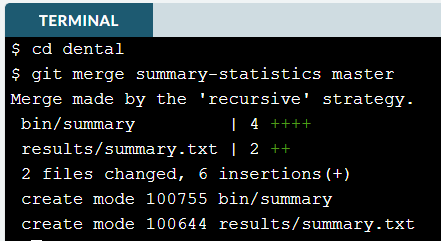 TERMINAL
$ cd dental
$ git merge summary-statistics master
Merge made by the 'recursive' strategy.
 bin/summary         | 4 ++++
 results/summary.txt | 2 ++
 2 files changed, 6 insertions(+)
 create mode 100755 bin/summary
 create mode 100644 results/summary.txt